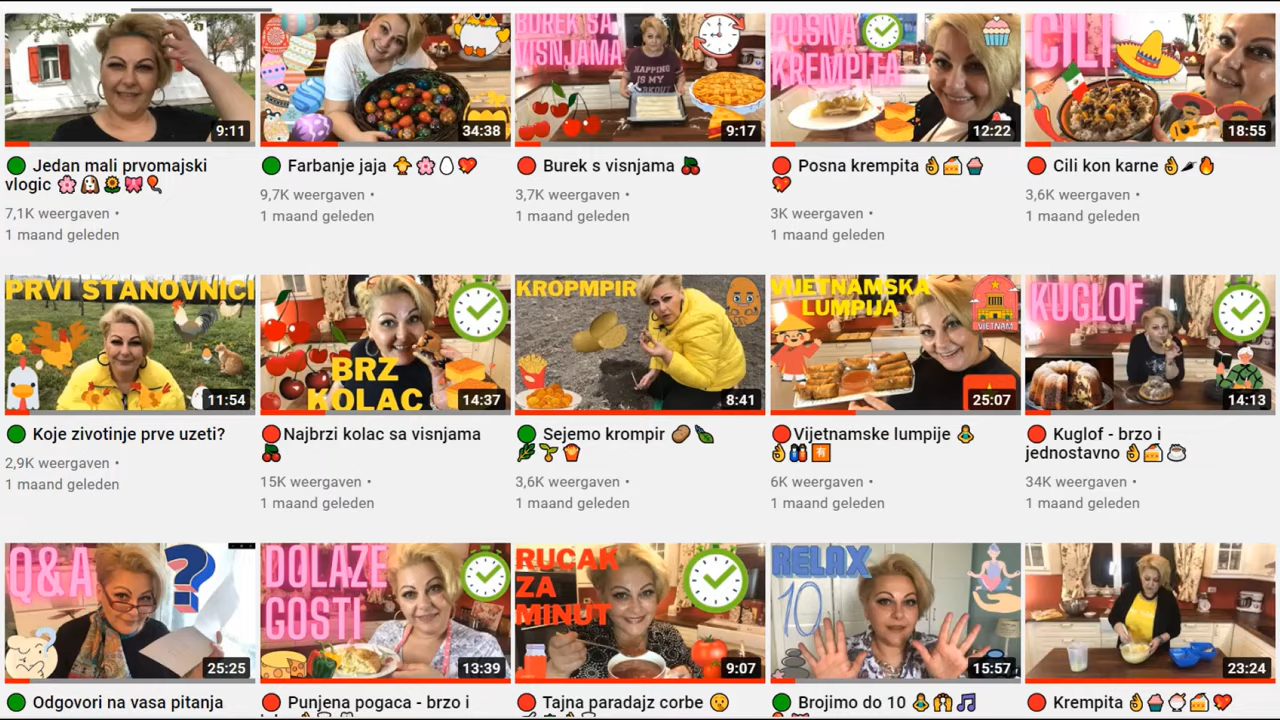 9:11
34:38
BUREK SA
VISNJAMA
NAPPING
IS MY
WORKOUT
9:17
POSNA
KREMPITA
12:22
CILI
18:55
🟢 Jedan mali prvomajski
vlogic 🌸🐶🌻🎀🎈
7,1K weergaven •
1 maand geleden
🟢 Farbanje jaja 🐥🌸🥚💖
9,7K weergaven •
1 maand geleden
🔴 Burek s visnjama 🍒
3,7K weergaven •
1 maand geleden
🔴 Posna krempita 👌🍰🧁
💖
3K weergaven •
1 maand geleden
🔴 Cili kon karne 👌🌶🔥
3,6K weergaven •
1 maand geleden
PRVI STANOVNICI
11:54
BRZ
KOLAC
14:37
KROPMPIR
8:41
VIJETNAMSKA
LUMPIJA
VIETNAM
25:07
KUGLOF
14:13
🟢 Koje zivotinje prve uzeti?
2,9K weergaven •
1 maand geleden
🔴Najbrzi kolac sa visnjama
🍒
15K weergaven •
1 maand geleden
🟢 Sejemo krompir 🥔🍃
🌿🌱🍟
3,6K weergaven •
1 maand geleden
🔴Vijetnamske lumpije
👌🎎🈶
6K weergaven •
1 maand geleden
🔴 Kuglof - brzo i
jednostavno 👌🍰☕
34K weergaven •
1 maand geleden
Q&A
?
25:25
DOLAZE
GOSTI
13:39
RUCAK
ZA
MINUT
9:07
RELAX
10
15:57
23:24
🟢 Odgovori na vasa pitanja
🔴 Punjena pogaca - brzo i
🔴 Tajna paradajz corbe 😮
🟢 Brojimo do 10 🧘🙌🎵
🔴 Krempita 👌🧁🍨🍰❤